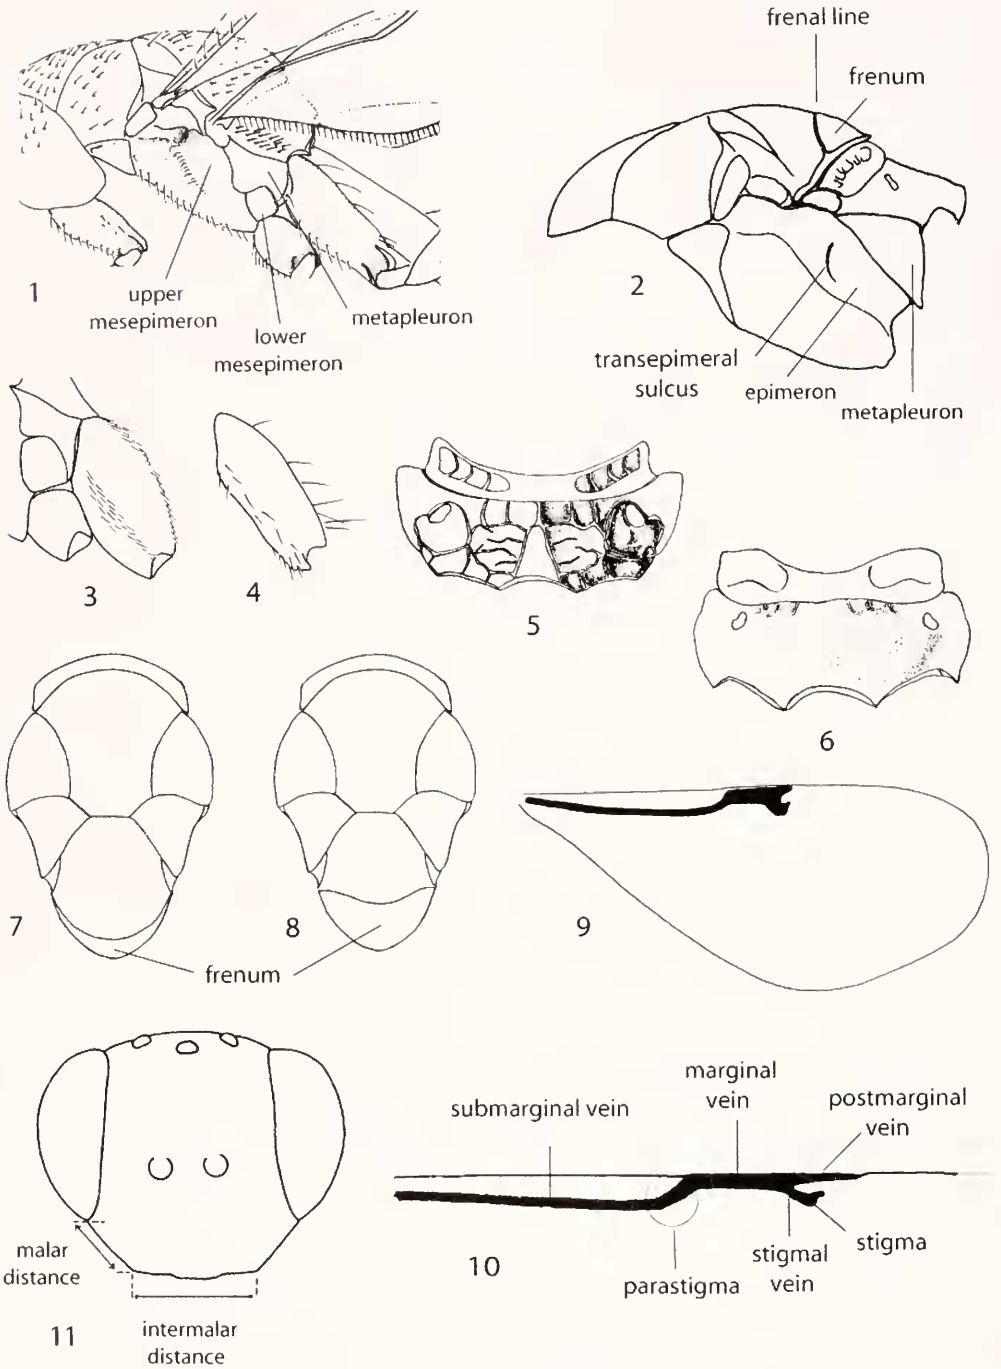 frenal line
frenum
1
upper
mesepimeron
lower
mesepimeron
metapleuron
2
transepimeral
sulcus
epimeron
metapleuron
3
4
5
6
7
8
frenum
9
malar
distance
11
intermalar
distance
submarginal vein
marginal
vein
postmarginal
vein
10
parastigma
stigmal
vein
stigma